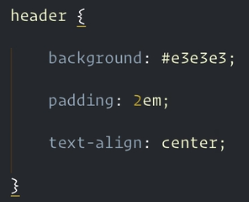 header {
background: #e3e3e3;
padding: 2em;
text-align: center;
}